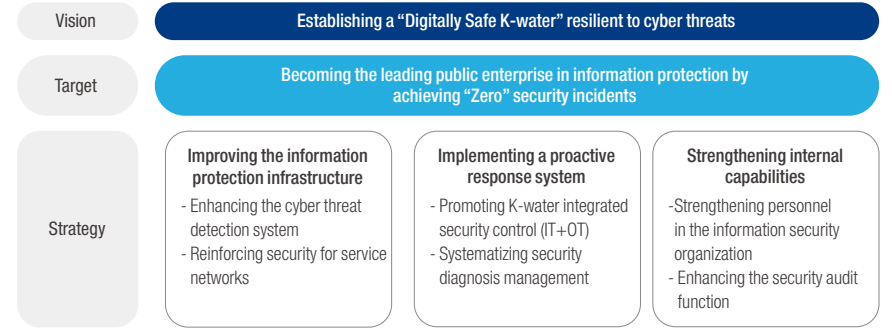 Vision
Establishing a “Digitally Safe K-water” resilient to cyber threats
Target
Becoming the leading public enterprise in information protection by
achieving “Zero” security incidents
Strategy
Improving the information
protection infrastructure
- Enhancing the cyber threat
detection system
- Reinforcing security for service
networks
Implementing a proactive
response system
- Promoting K-water integrated
security control (IT+OT)
- Systematizing security
diagnosis management
Strengthening internal
capabilities
-Strengthening personnel
in the information security
organization
- Enhancing the security audit
function